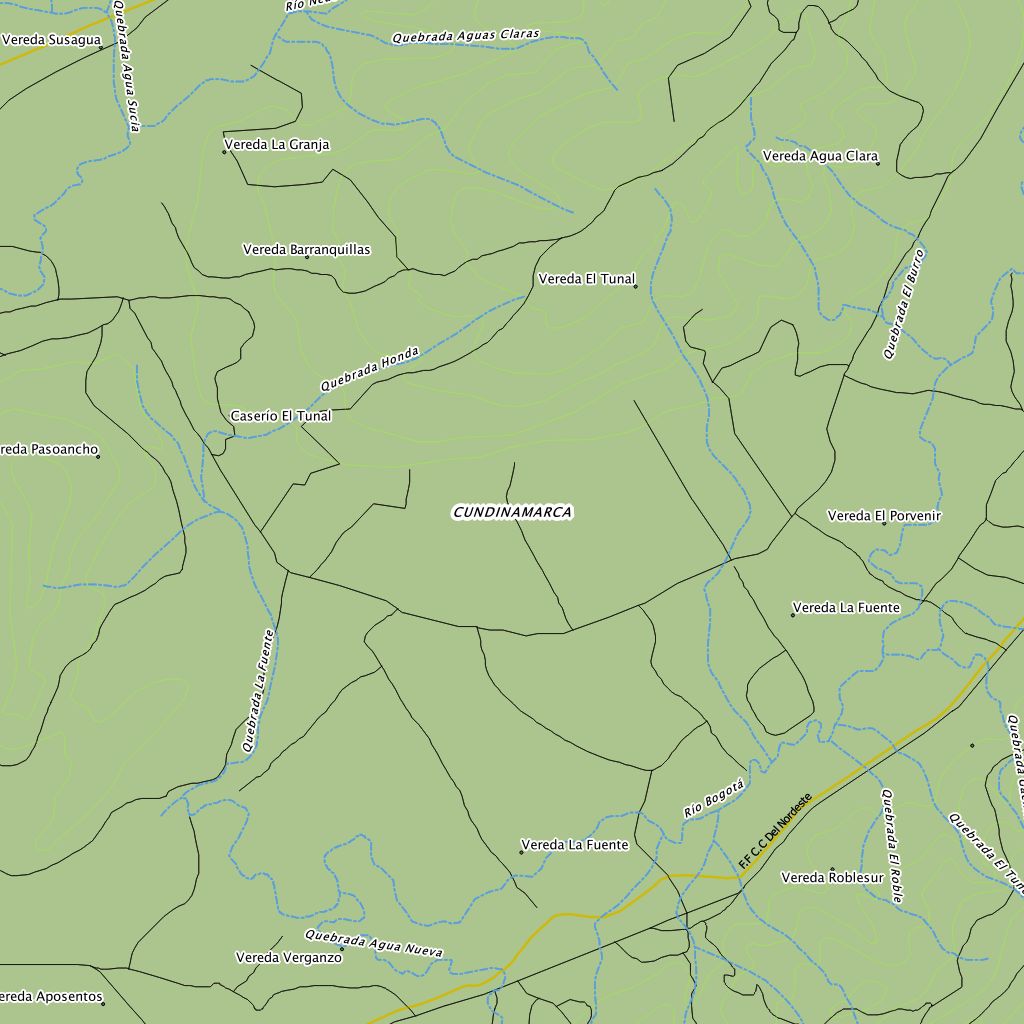 Quebrada Agua Sucia
Río
Vereda Susagua
Quebrada Aguas Claras
Vereda La Granja
Vereda Agua Clara
Vereda Barranquillas
Vereda El Tunal
Quebrada El Burro
Quebrada Honda
Caserío El Tunal
reda Pasoancho
CUNDINAMARCA
Vereda El Porvenir
Vereda La Fuente
Quebrada La Fuente
Río Bogotá
F.F C.C Del Nordeste
Quebrada El Roble
Quebrada El Tuna
Vereda La Fuente
Vereda Roblesur
Quebrada Agua Nueva
Vereda Verganzo
ereda Aposentos
Quebrada